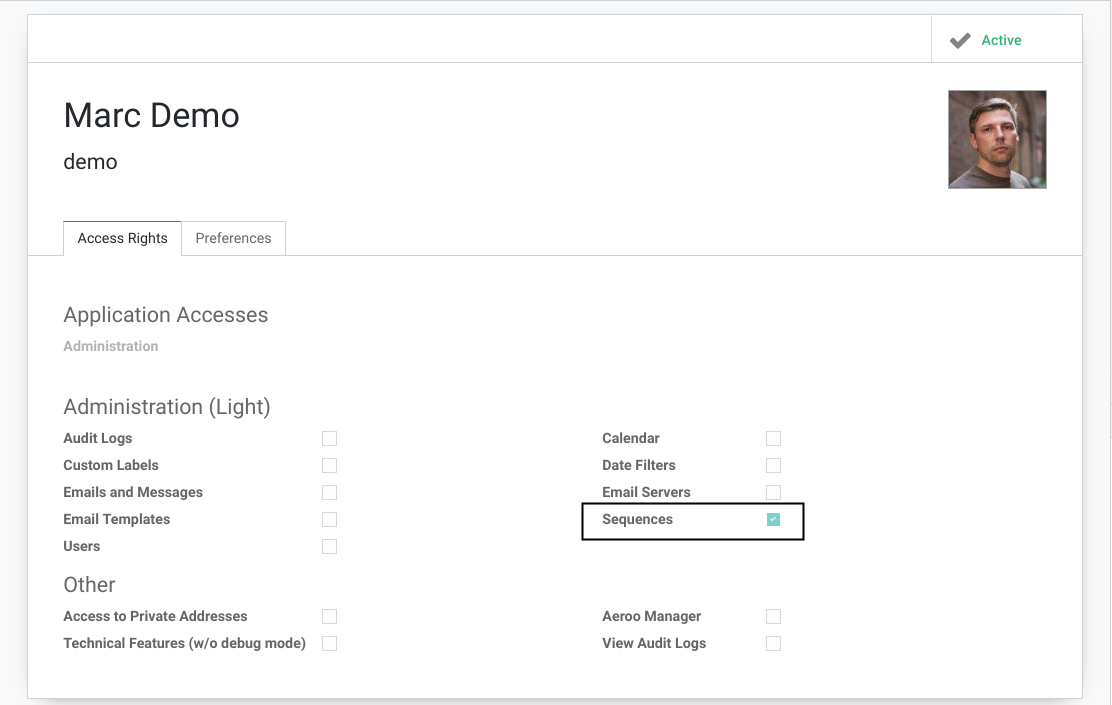 Active
Marc Demo
demo
Access Rights Preferences
Application Accesses
Administration
Administration (Light)
Audit Logs Calendar
Custom Labels Date Filters
Emails and Messages Email Servers
Email Templates Sequences
Users
Other
Access to Private Addresses Aeroo Manager
Technical Features (w/o debug mode) View Audit Logs